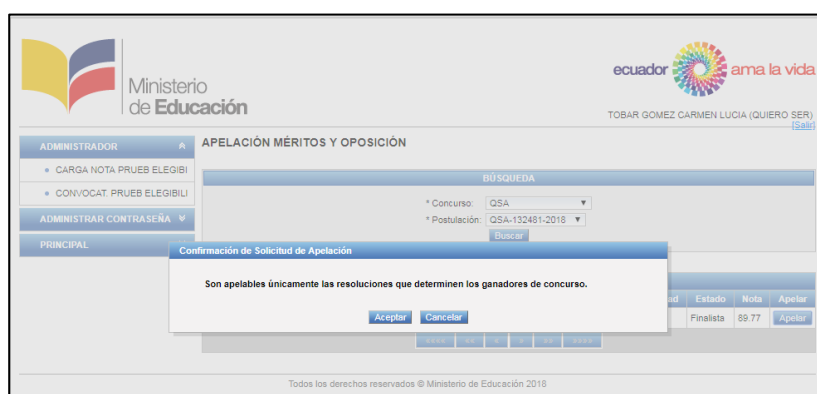 Ministerio
de Educación
ecuador ama la vida
TOBAR GOMEZ CARMEN LUCIA (QUIERO SER)
[Salir]
ADMINISTRADOR
CARGA NOTA PRUEB ELEGIBI
CONVOCAT. PRUEB ELEGIBILI
ADMINISTRAR CONTRASEÑA
PRINCIPAL
APELACIÓN MÉRITOS Y OPOSICIÓN
BÚSQUEDA
* Concurso: QSA
* Postulación: QSA-132481-2018
Buscar
Confirmación de Solicitud de Apelación
Son apelables únicamente las resoluciones que determinen los ganadores de concurso.
Aceptar Cancelar
ad Estado Nota Apelar
Finalista 89.77 Apelar
<<<< << < > >> >>>>
Todos los derechos reservados © Ministerio de Educación 2018